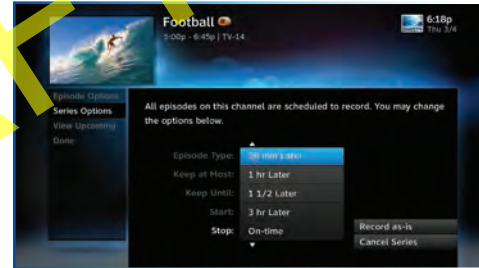 Football
5:00p - 6:45p | TV-14
6:18p
Thu 3/4
Episode Options
Series Options
View Upcoming
Done
All episodes on this channel are scheduled to record. You may change
the options below.
Episode Type: 30 min Later
Keep at Most: 1 hr Later
Keep Until: 1 1/2 Later
Start: 3 hr Later
Stop: On-time
Record as-is
Cancel Series